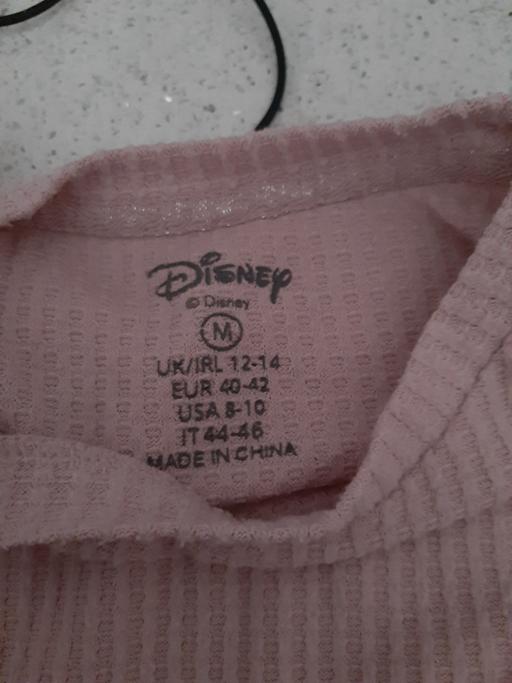 Disney
© Disney
M
UK/IRL 12-14
EUR 40-42
USA 8-10
IT 44-46
MADE IN CHINA